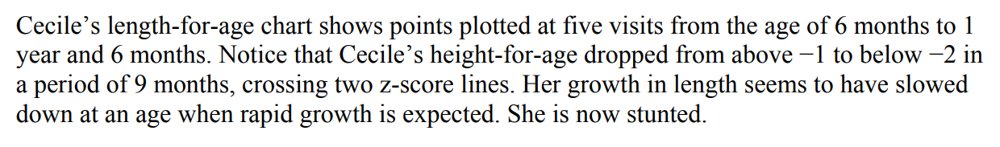 Cecile’s length-for-age chart shows points plotted at five visits from the age of 6 months to 1
year and 6 months. Notice that Cecile’s height-for-age dropped from above −1 to below −2 in
a period of 9 months, crossing two z-score lines. Her growth in length seems to have slowed
down at an age when rapid growth is expected. She is now stunted.